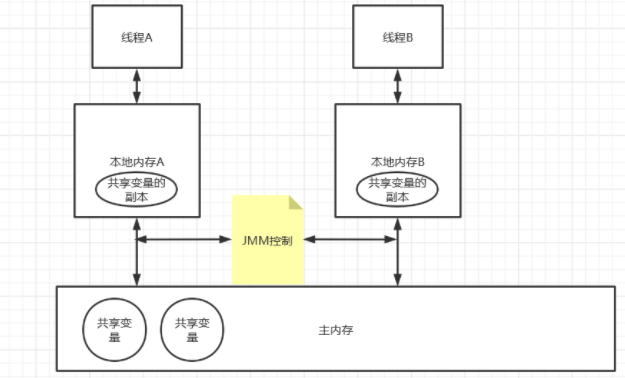 线程A
线程B
本地内存A
共享变量的
副本
本地内存B
共享变量的
副本
JMM控制
共享变
量
共享变
量
主内存